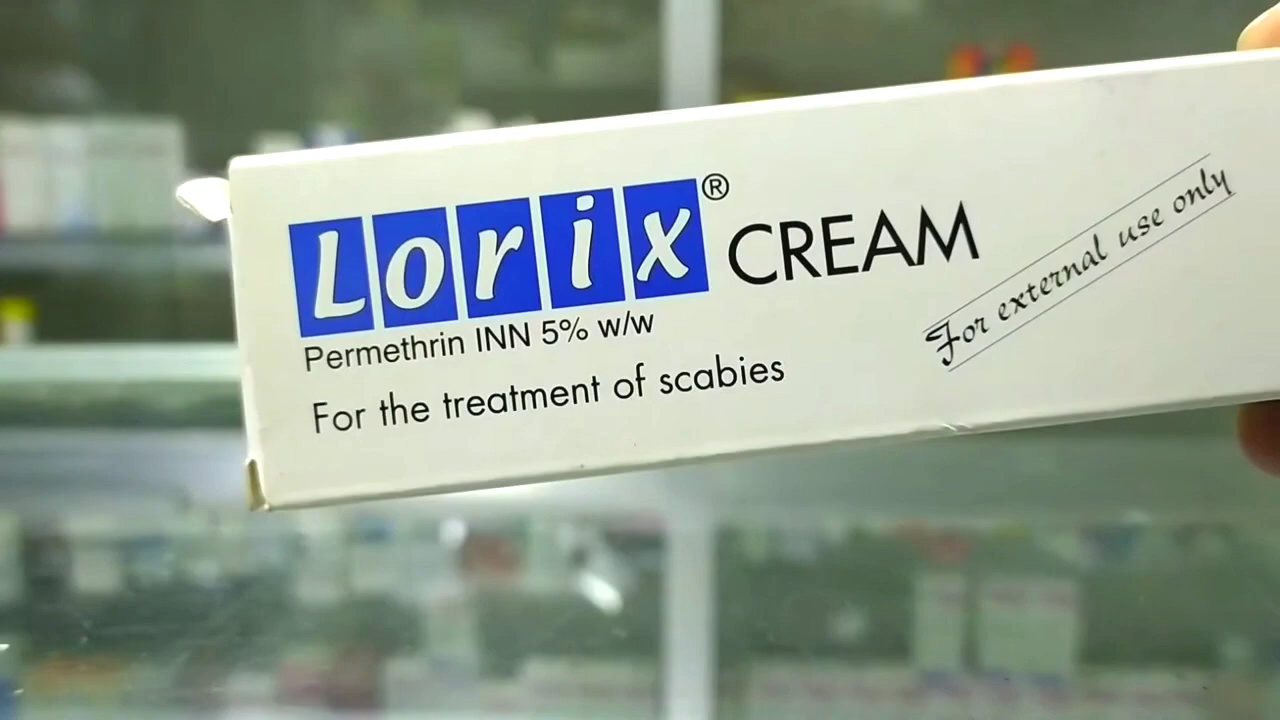 Lorix® CREAM
Permethrin INN 5% w/w
For the treatment of scabies
For external use only